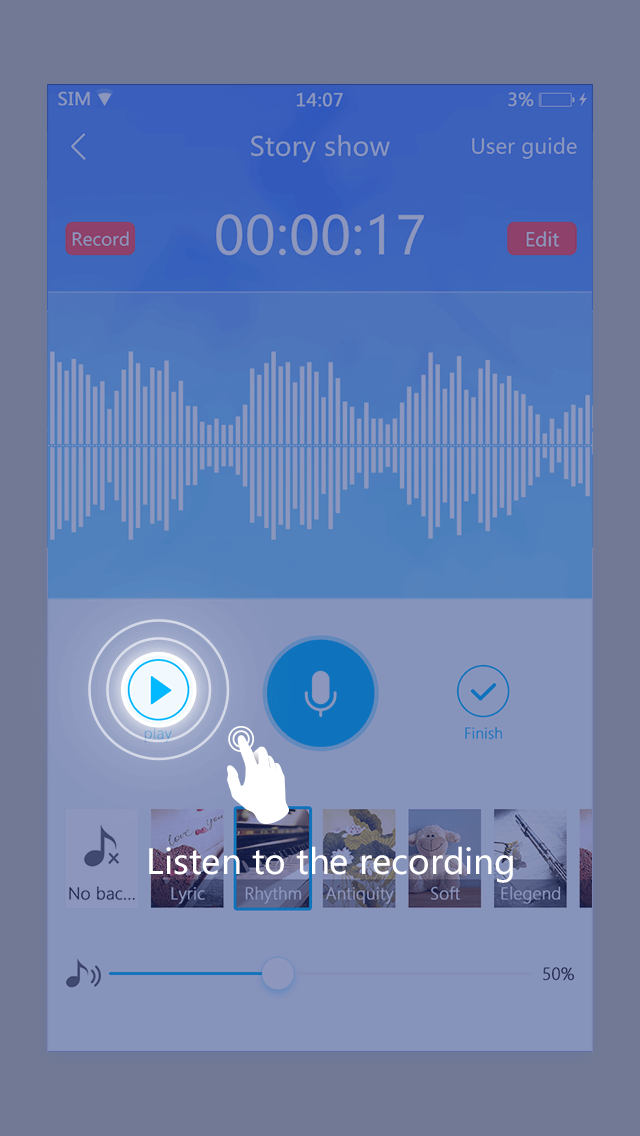 SIM 14:07 3%
Story show User guide
Record 00:00:17 Edit
play
Finish
love you
Listen to the recording
No bac... Lyric Rhythm Antiquity Soft Elegend
50%